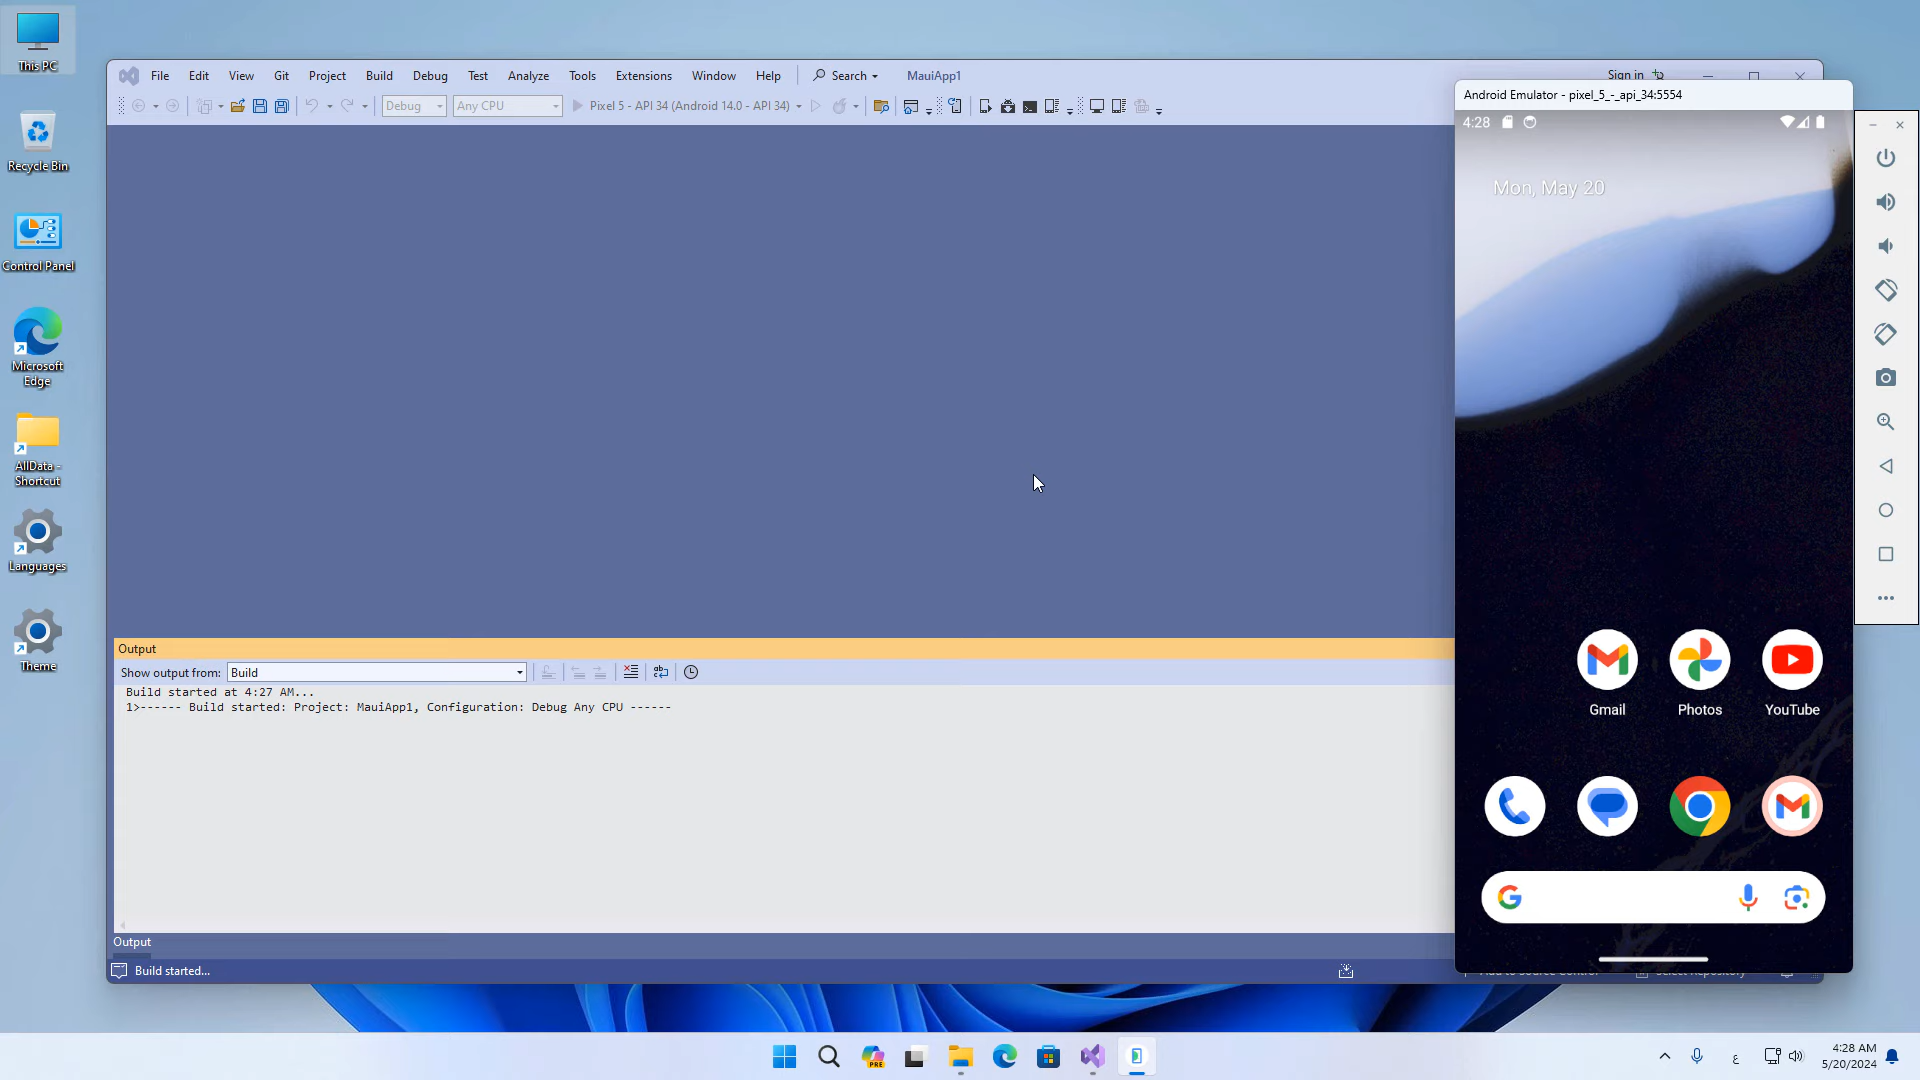 This PC
Recycle Bin
Control Panel
Microsoft
Edge
AllData -
Shortcut
Languages
Theme
File Edit View Git Project Build Debug Test Analyze Tools Extensions Window Help Search MauiApp1 Sign in
Debug Any CPU Pixel 5 - API 34 (Android 14.0 - API 34)
Output
Show output from: Build
Build started at 4:27 AM...
1>------ Build started: Project: MauiApp1, Configuration: Debug Any CPU ------
Output
Build started...
Android Emulator - pixel_5_-_api_34:5554
4:28
Mon, May 20
Gmail Photos YouTube
PRE
ع
4:28 AM
5/20/2024